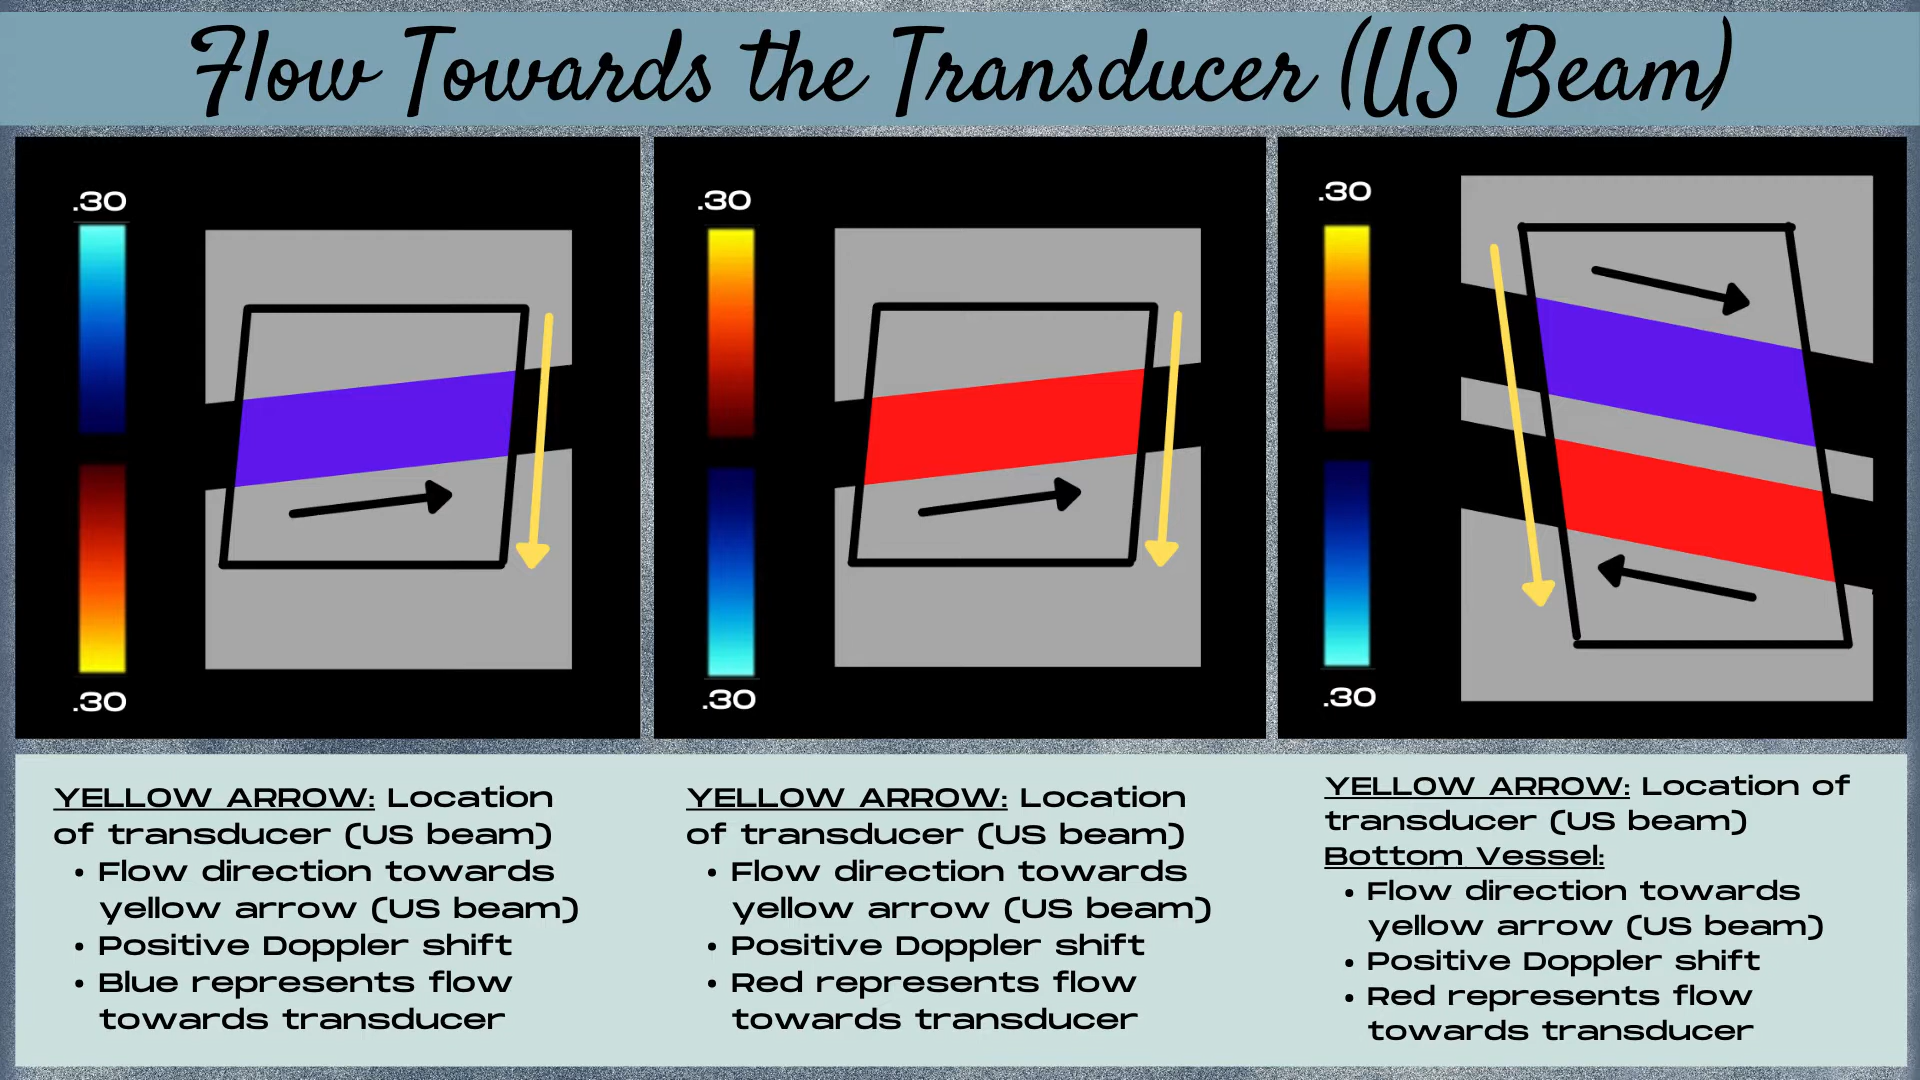 Flow Towards the Transducer (US Beam)
.30
.30
.30
.30
.30
.30
YELLOW ARROW: Location
of transducer (US beam)
• Flow direction towards
yellow arrow (US beam)
• Positive Doppler shift
• Blue represents flow
towards transducer
YELLOW ARROW: Location
of transducer (US beam)
• Flow direction towards
yellow arrow (US beam)
• Positive Doppler shift
• Red represents flow
towards transducer
YELLOW ARROW: Location of
transducer (US beam)
Bottom Vessel:
• Flow direction towards
yellow arrow (US beam)
• Positive Doppler shift
• Red represents flow
towards transducer